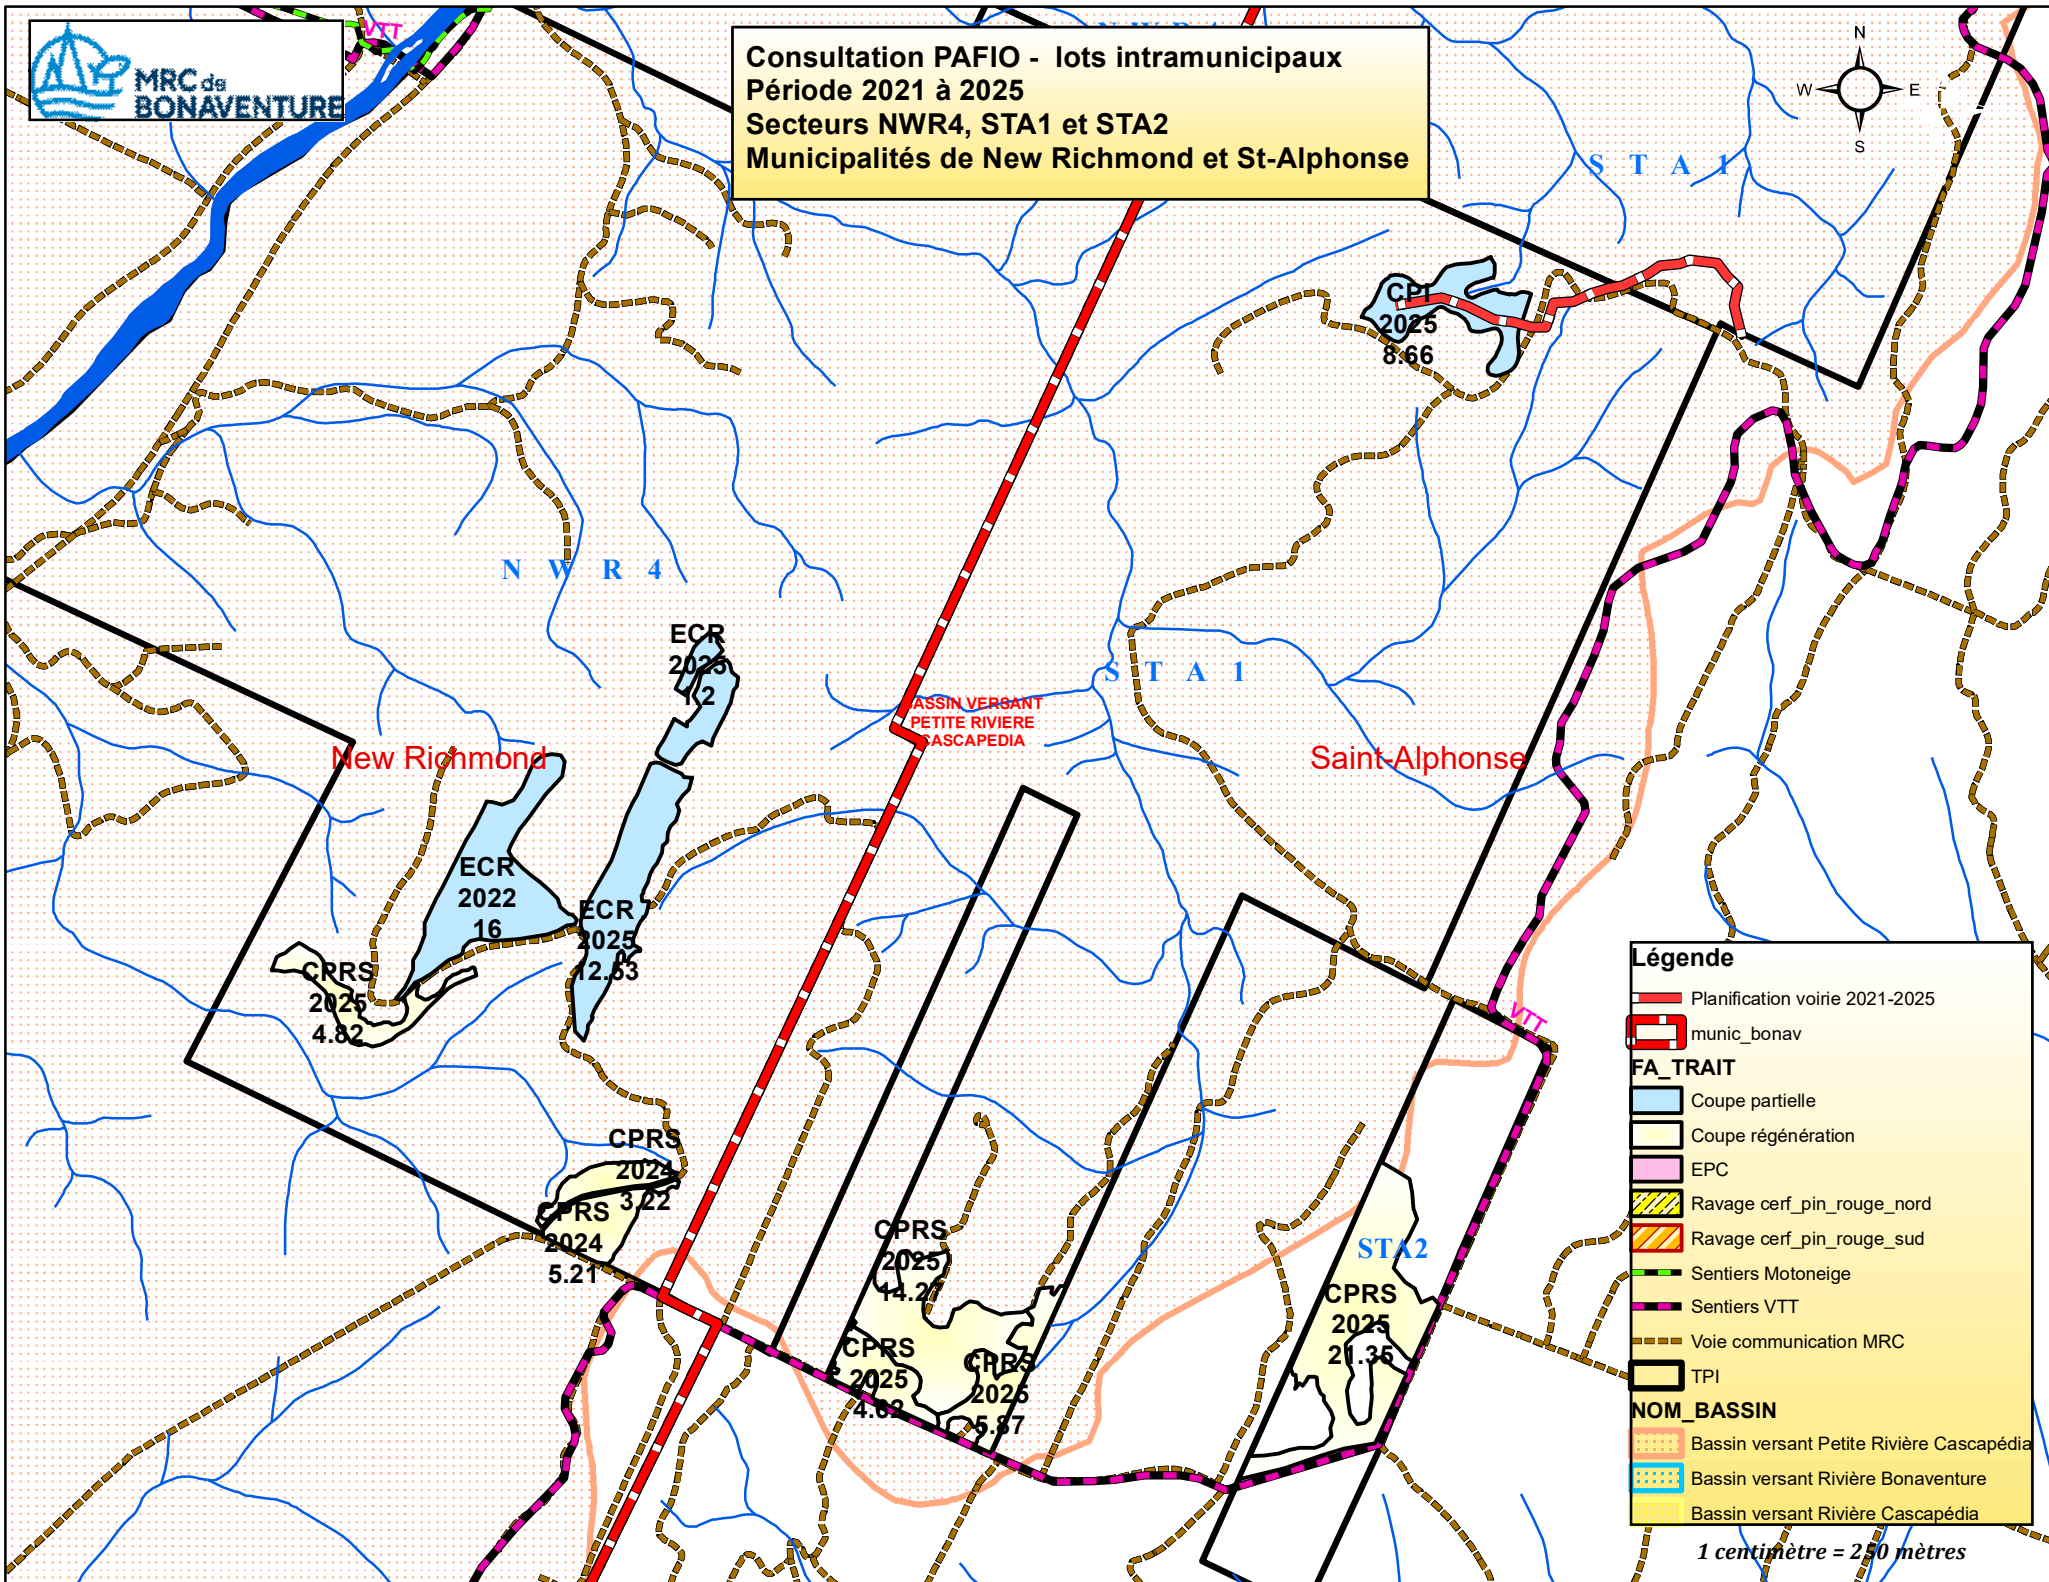 MRC de
BONAVENTURE
VTT
Consultation PAFIO - lots intramunicipaux
Période 2021 à 2025
Secteurs NWR4, STA1 et STA2
Municipalités de New Richmond et St-Alphonse
N
W E
S
S T A 1
CPI
2025
8.66
N W R 4
ECR
2025
1.2
S T A 1
BASSIN VERSANT
PETITE RIVIERE
CASCAPEDIA
New Richmond
Saint-Alphonse
ECR
2022
16
ECR
2025
12.53
CPRS
2025
4.82
VTT
CPRS
2024
3.22
CPRS
2024
5.21
CPRS
2025
14.27
STA2
CPRS
2025
21.35
CPRS
2025
4.62
CPRS
2025
5.87
Légende
Planification voirie 2021-2025
munic_bonav
FA_TRAIT
Coupe partielle
Coupe régénération
EPC
Ravage cerf_pin_rouge_nord
Ravage cerf_pin_rouge_sud
Sentiers Motoneige
Sentiers VTT
Voie communication MRC
TPI
NOM_BASSIN
Bassin versant Petite Rivière Cascapédia
Bassin versant Rivière Bonaventure
Bassin versant Rivière Cascapédia
1 centimètre = 250 mètres